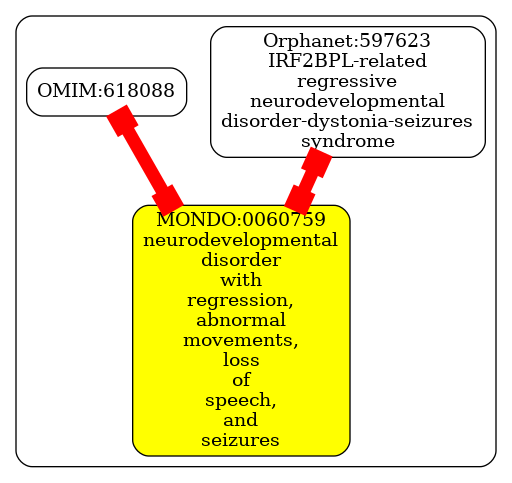 OMIM:618088
Orphanet:597623
IRF2BPL-related
regressive
neurodevelopmental
disorder-dystonia-seizures
syndrome
MONDO:0060759
neurodevelopmental
disorder
with
regression,
abnormal
movements,
loss
of
speech,
and
seizures